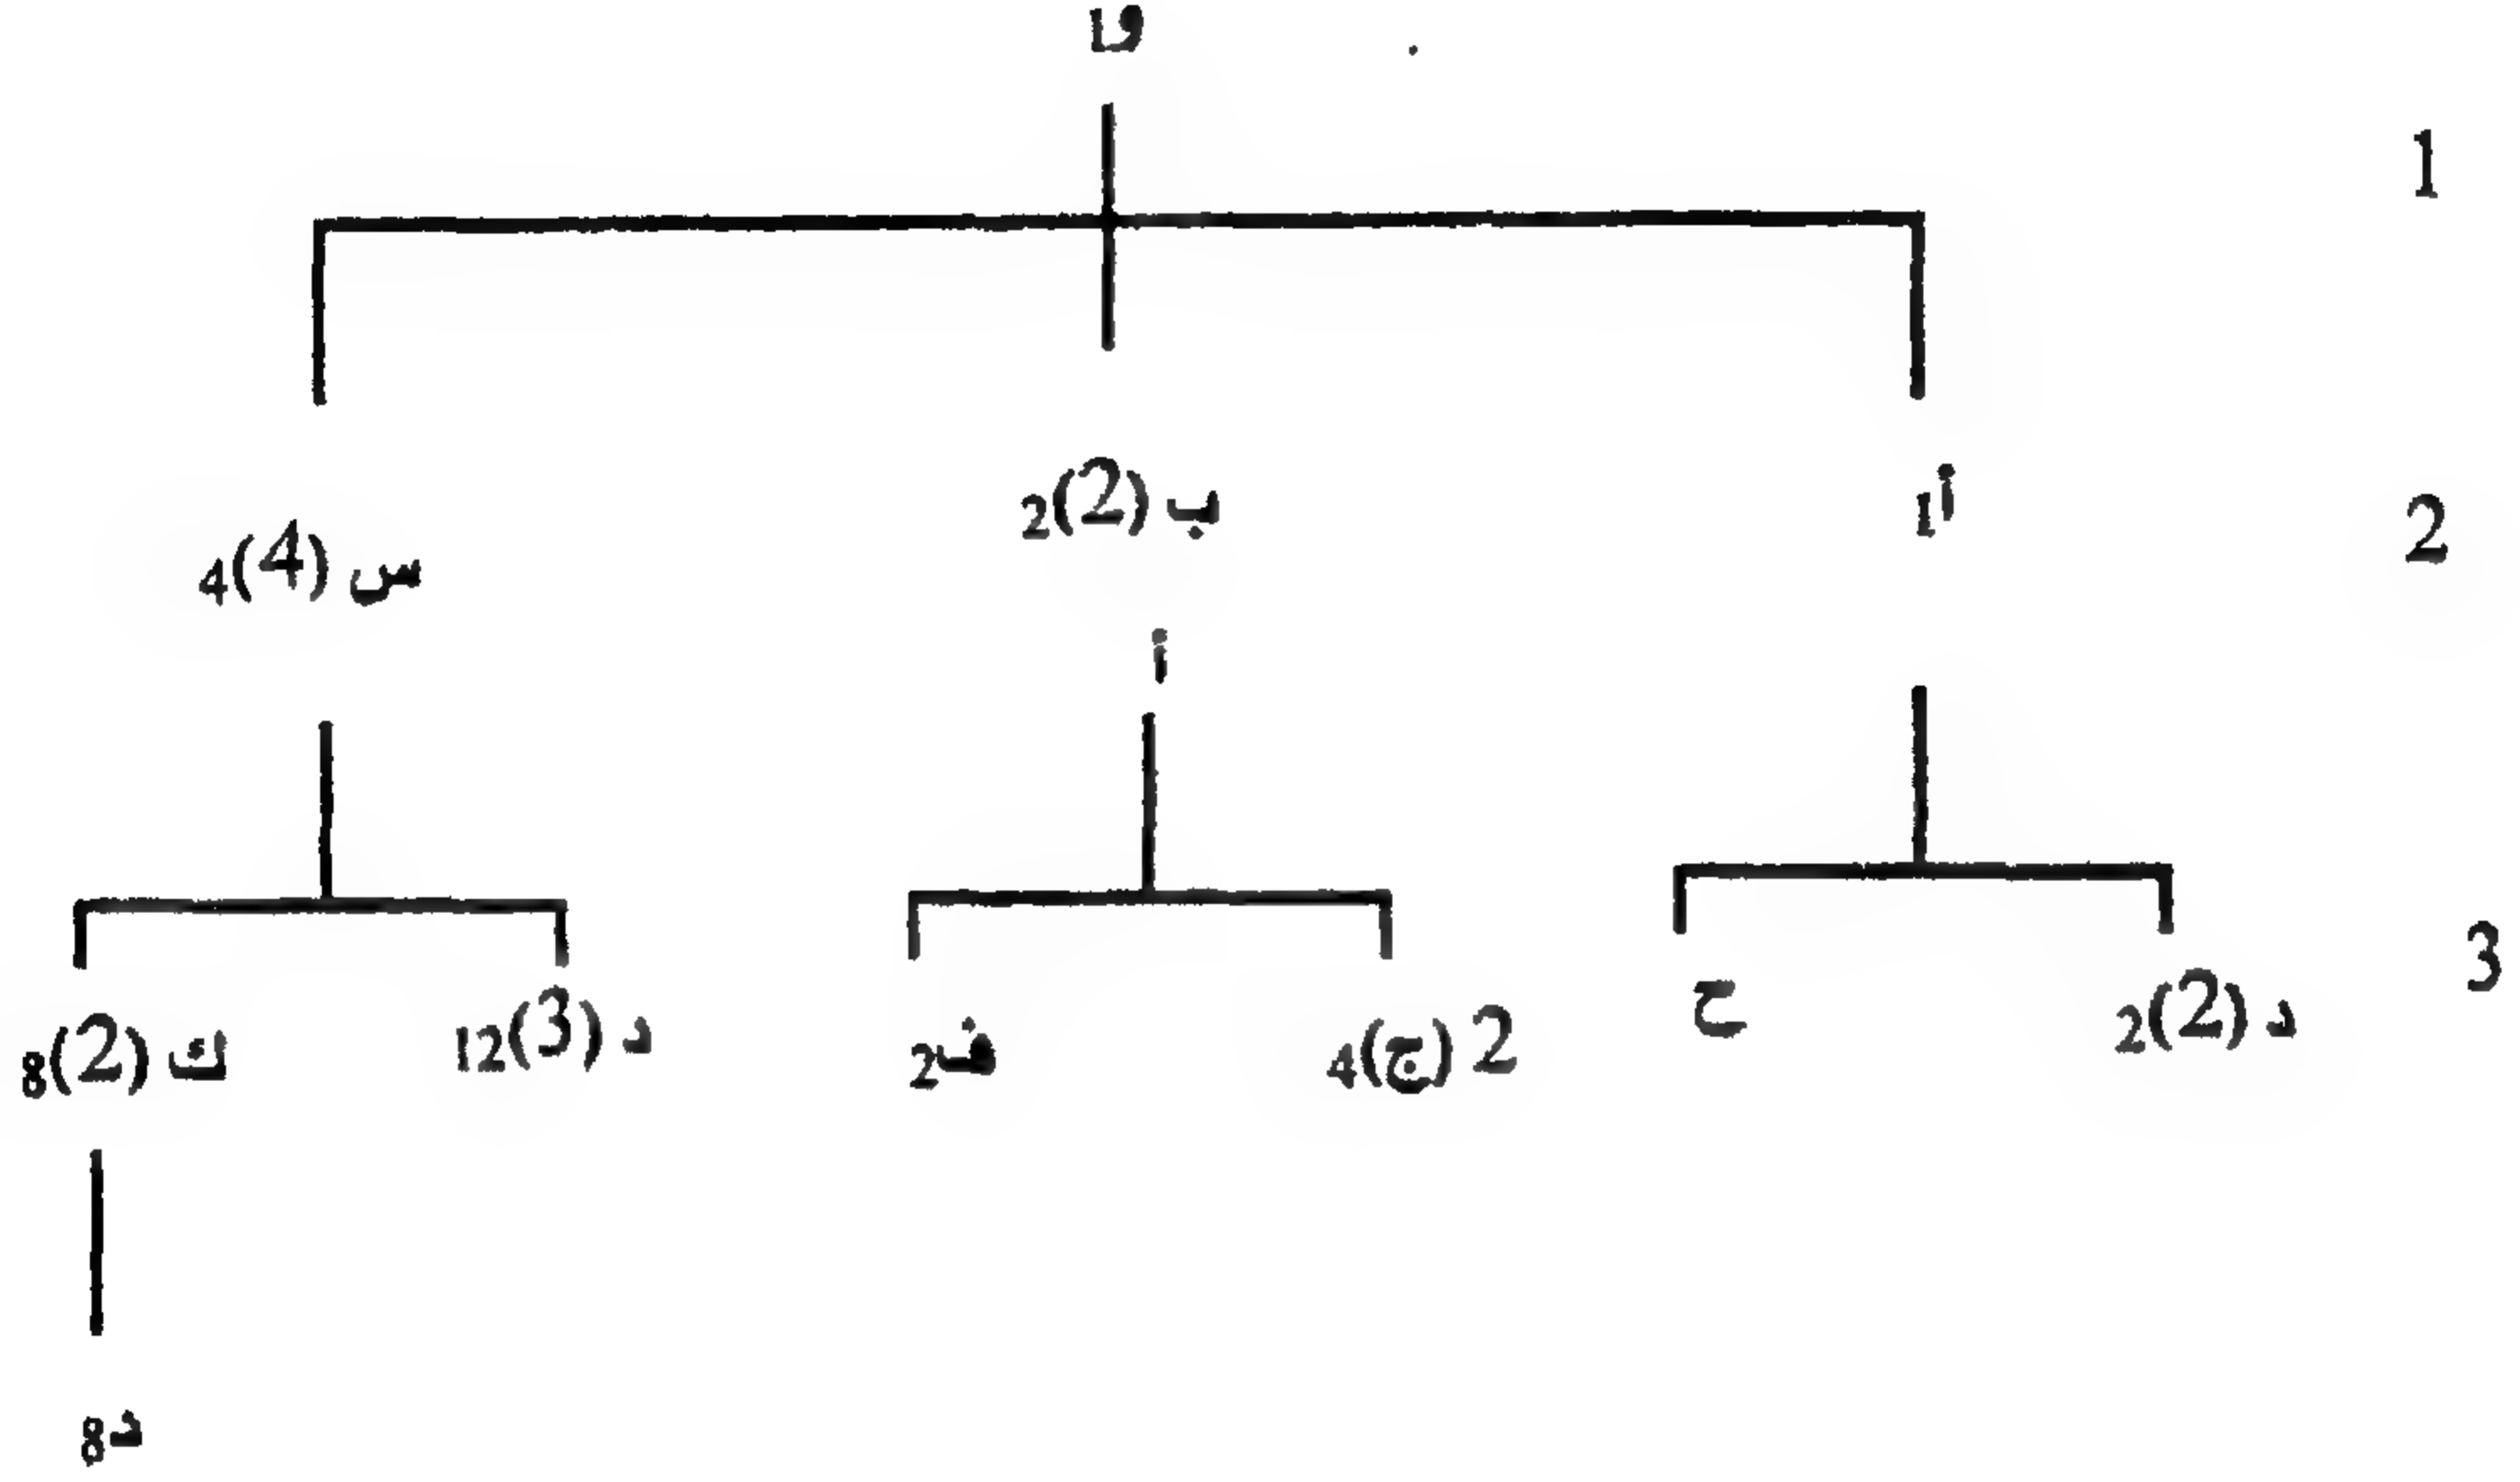 و1
1
أ1 ب (2)2 س (4)4 2
أ
د (2)2 ح 2 (ج)4 ف2 د (3)12 ك (2)8 3
د8